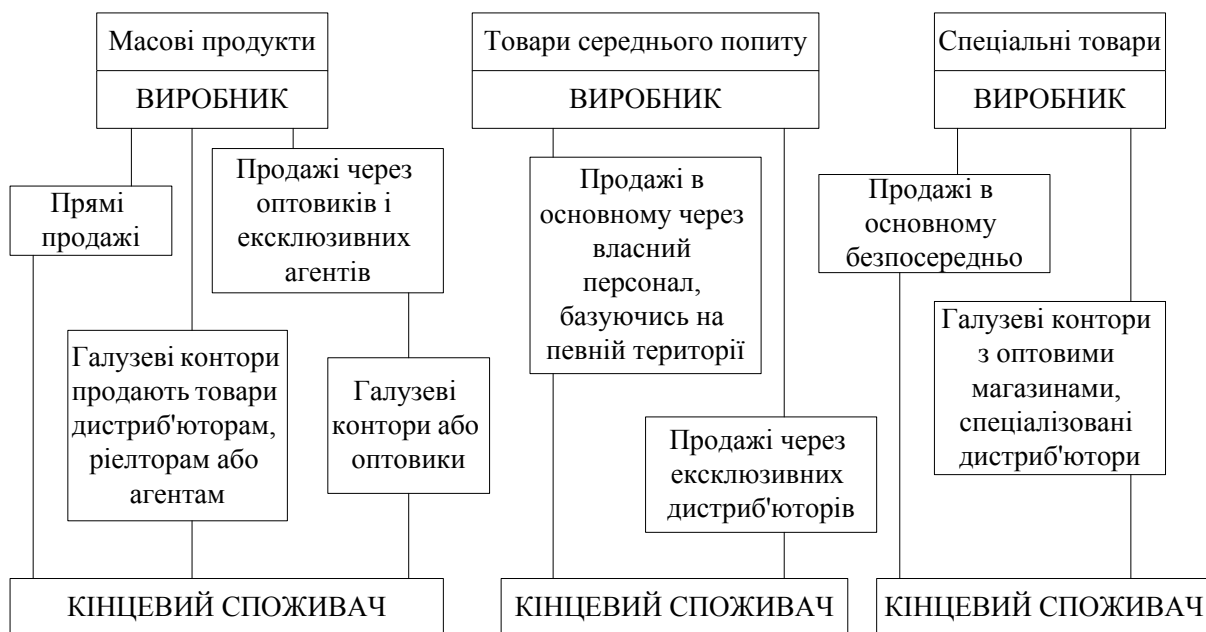 Масові продукти
ВИРОБНИК
Прямі
продажі
Продажі через
оптовиків і
ексклюзивних
агентів
Галузеві контори
продають товари
дистриб'юторам,
ріелторам або
агентам
Галузеві
контори або
оптовики
КІНЦЕВИЙ СПОЖИВАЧ
Товари середнього попиту
ВИРОБНИК
Продажі в
основному через
власний
персонал,
базуючись на
певній території
Продажі через
ексклюзивних
дистриб'юторів
КІНЦЕВИЙ СПОЖИВАЧ
Спеціальні товари
ВИРОБНИК
Продажі в
основному
безпосередньо
Галузеві контори
з оптовими
магазинами,
спеціалізовані
дистриб'ютори
КІНЦЕВИЙ СПОЖИВАЧ